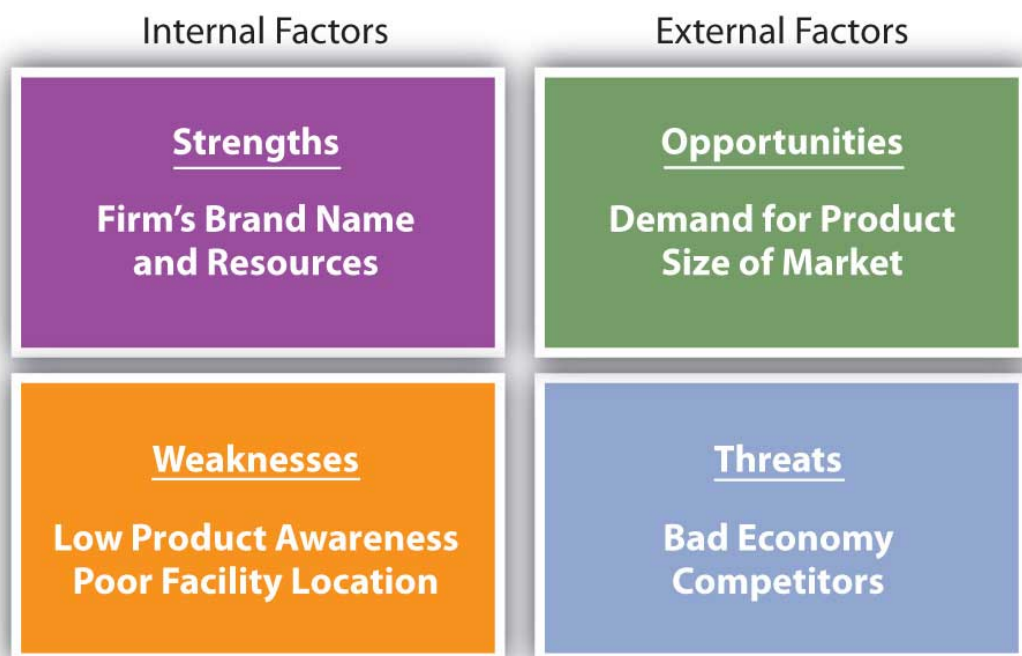 Internal Factors
External Factors
Strengths
Firm’s Brand Name
and Resources
Opportunities
Demand for Product
Size of Market
Weaknesses
Low Product Awareness
Poor Facility Location
Threats
Bad Economy
Competitors